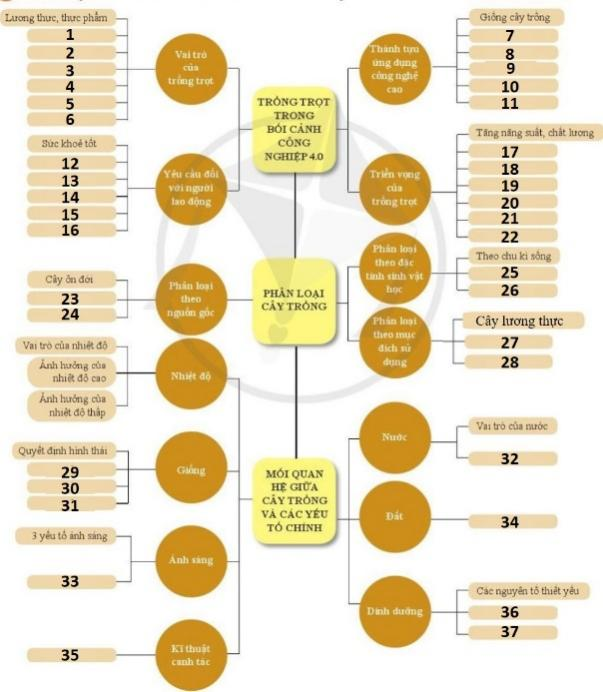 Lương thực, thực phẩm
1
2
3
4
5
6
Vai trò
của
trồng trọt
Sức khoẻ tốt
12
13
14
15
16
Yêu cầu đối
với người
lao động
TRỒNG TRỌT
TRONG
BỐI CẢNH
CÔNG
NGHIỆP 4.0
Thành tựu
ứng dụng
công nghệ
cao
Giống cây trồng
7
8
9
10
11
Triển vọng
của
trồng trọt
Tăng năng suất, chất lượng
17
18
19
20
21
22
Cây ôn đới
23
24
Phân loại
theo
nguồn gốc
PHÂN LOẠI
CÂY TRỒNG
Phân loại
theo đặc
tính sinh vật
học
Theo chu kì sống
25
26
Phân loại
theo mục
đích sử
dụng
Cây lương thực
27
28
Vai trò của nhiệt độ
Ảnh hưởng của
nhiệt độ cao
Ảnh hưởng của
nhiệt độ thấp
Nhiệt độ
Quyết định hình thái
29
30
31
Giống
3 yếu tố ánh sáng
33
Ánh sáng
35
Kĩ thuật
canh tác
MỐI QUAN
HỆ GIỮA
CÂY TRỒNG
VÀ CÁC YẾU
TỐ CHÍNH
Nước
Vai trò của nước
32
Đất
34
Dinh dưỡng
Các nguyên tố thiết yếu
36
37